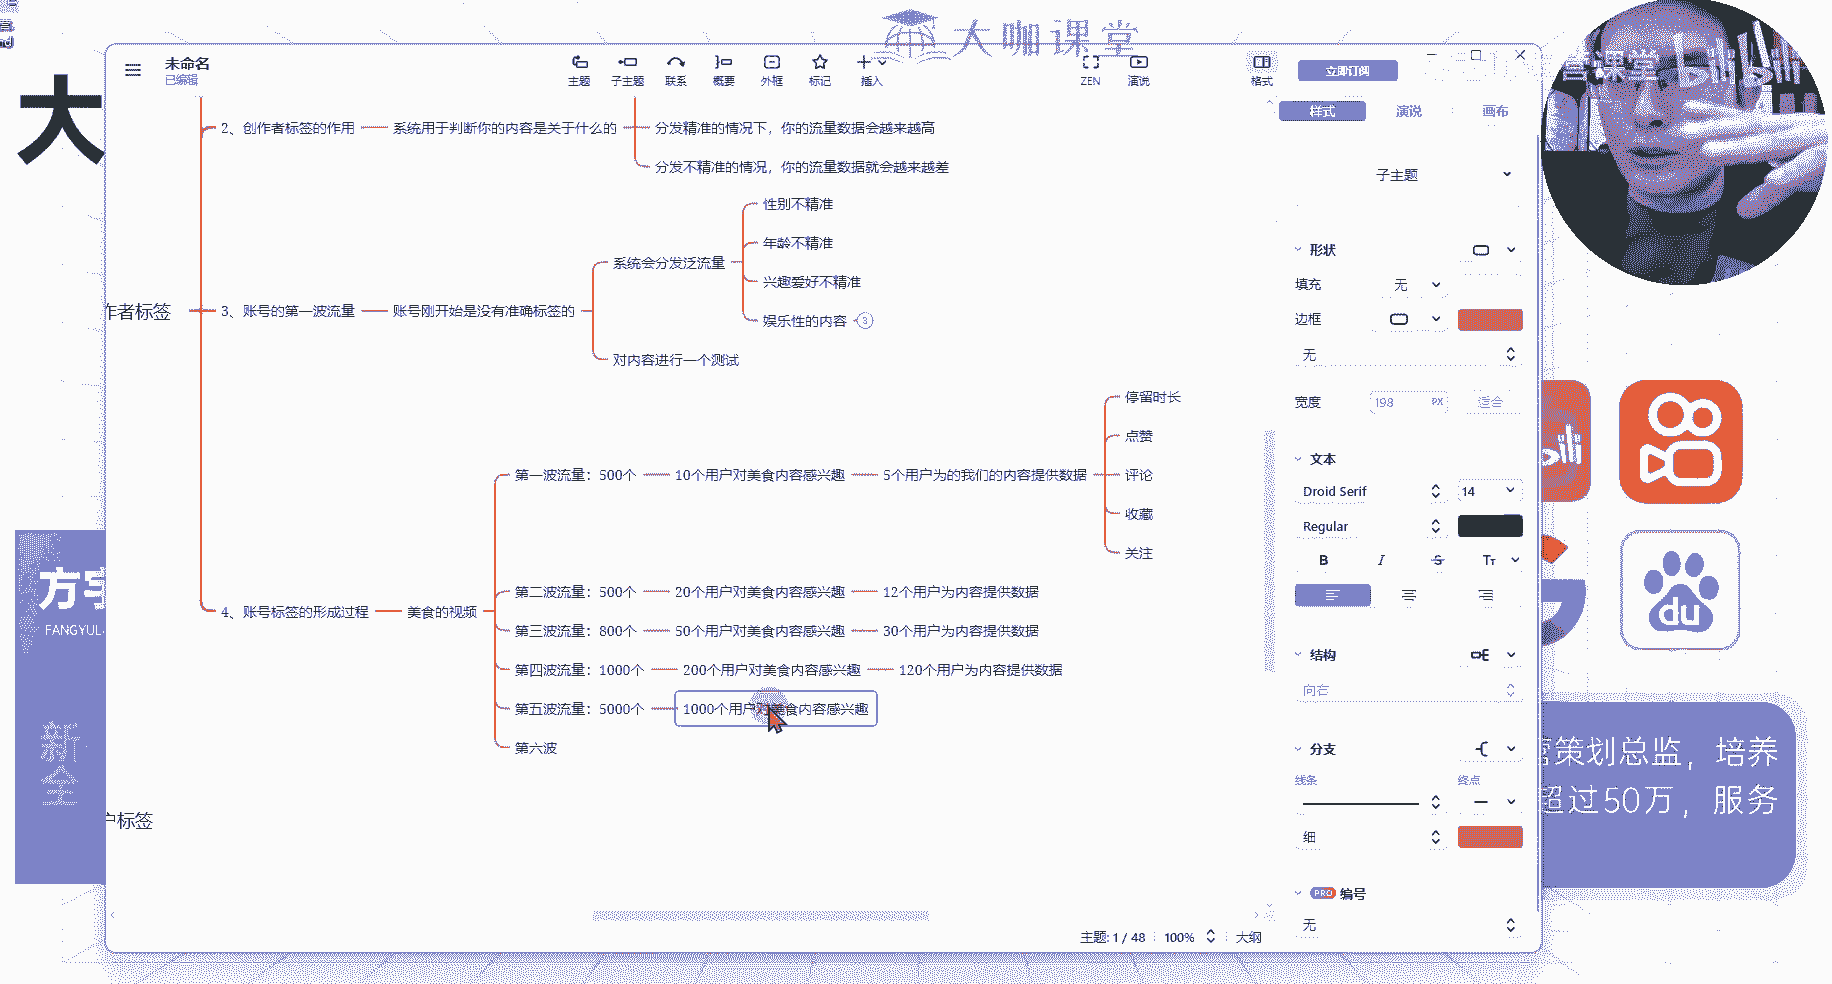 大咖课堂
大
未命名
已编辑
主题
子主题
联系
概要
外框
标记
插入
ZEN
演说
格式
立即订阅
样式
演说
画布
2、创作者标签的作用
系统用于判断你的内容是关于什么的
分发精准的情况下，你的流量数据会越来越高
分发不精准的情况，你的流量数据就会越来越差
作者标签
3、账号的第一波流量
账号刚开始是没有准确标签的
系统会分发泛流量
性别不精准
年龄不精准
兴趣爱好不精准
娱乐性的内容
3
对内容进行一个测试
4、账号标签的形成过程
美食的视频
第一波流量：500个
10个用户对美食内容感兴趣
5个用户为的我们的内容提供数据
停留时长
点赞
评论
收藏
关注
第二波流量：500个
20个用户对美食内容感兴趣
12个用户为内容提供数据
第三波流量：800个
50个用户对美食内容感兴趣
30个用户为内容提供数据
第四波流量：1000个
200个用户对美食内容感兴趣
120个用户为内容提供数据
第五波流量：5000个
1000个用户对美食内容感兴趣
第六波
户标签
子主题
形状
填充
无
边框
无
宽度
198
PX
适合
文本
Droid Serif
14
Regular
B
I
S
Tт
结构
向右
分支
线条
终点
细
PRO 编号
无
主题: 1 / 48
100%
大纲
方宇
FANGYU
新
全
du
营策划总监，培养
超过50万，服务